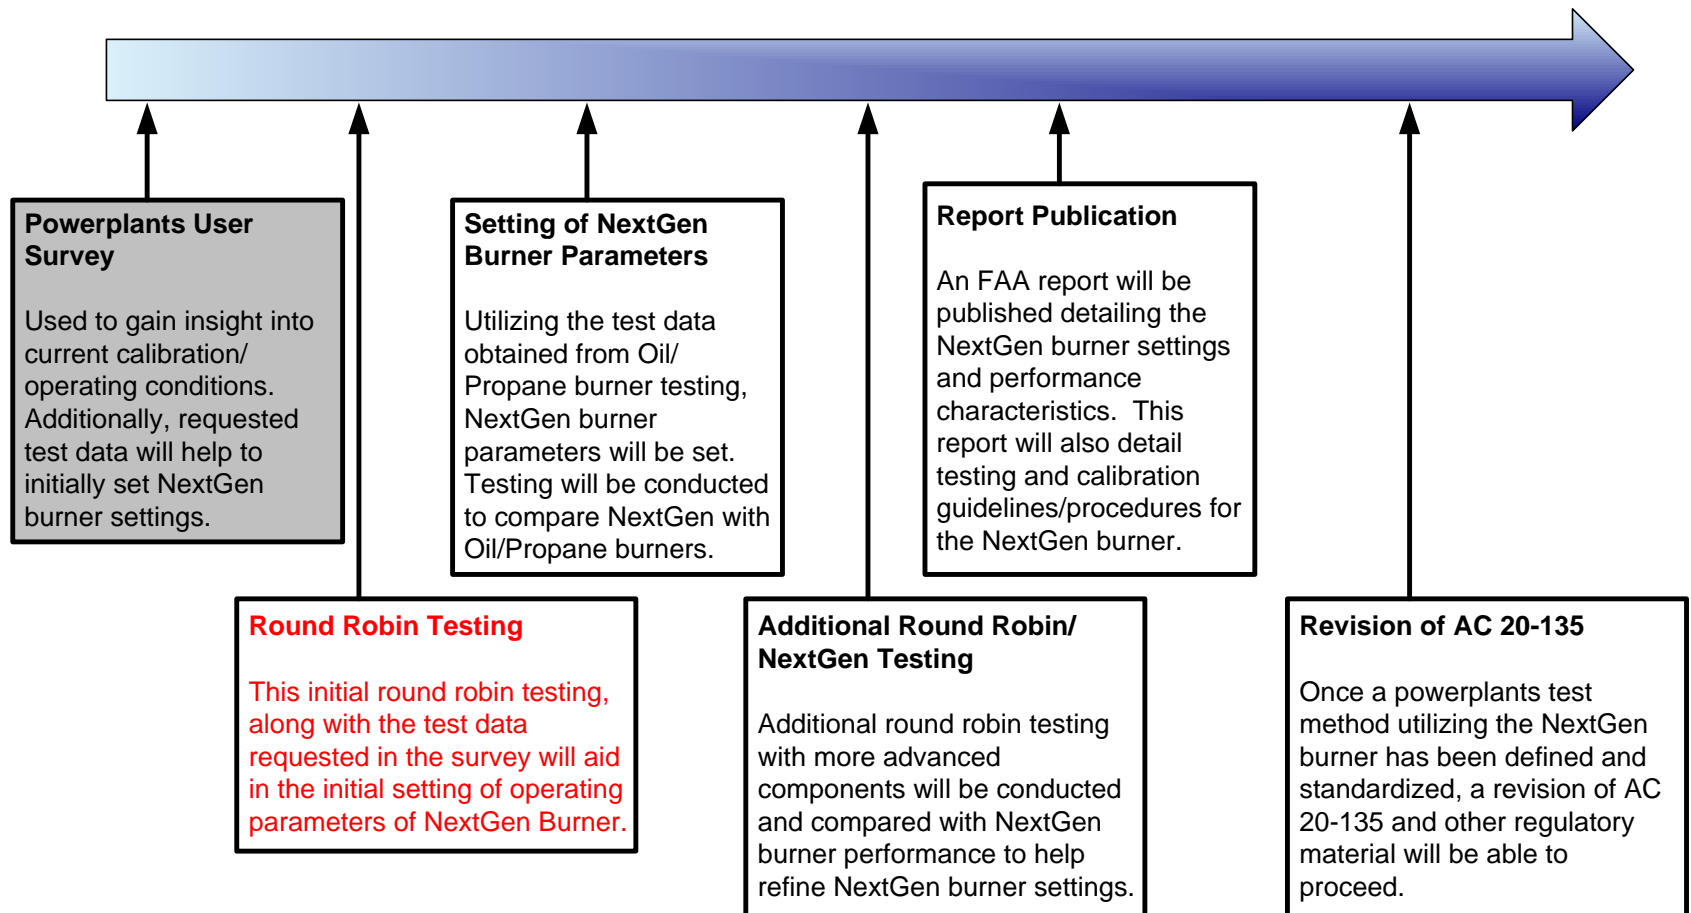 Powerplants User
Survey
Used to gain insight into
current calibration/
operating conditions.
Additionally, requested
test data will help to
initially set NextGen
burner settings.
Round Robin Testing
This initial round robin testing,
along with the test data
requested in the survey will aid
in the initial setting of operating
parameters of NextGen Burner.
Setting of NextGen
Burner Parameters
Utilizing the test data
obtained from Oil/
Propane burner testing,
NextGen burner
parameters will be set.
Testing will be conducted
to compare NextGen with
Oil/Propane burners.
Additional Round Robin/
NextGen Testing
Additional round robin testing
with more advanced
components will be conducted
and compared with NextGen
burner performance to help
refine NextGen burner settings.
Report Publication
An FAA report will be
published detailing the
NextGen burner settings
and performance
characteristics.  This
report will also detail
testing and calibration
guidelines/procedures for
the NextGen burner.
Revision of AC 20-135
Once a powerplants test
method utilizing the NextGen
burner has been defined and
standardized, a revision of AC
20-135 and other regulatory
material will be able to
proceed.